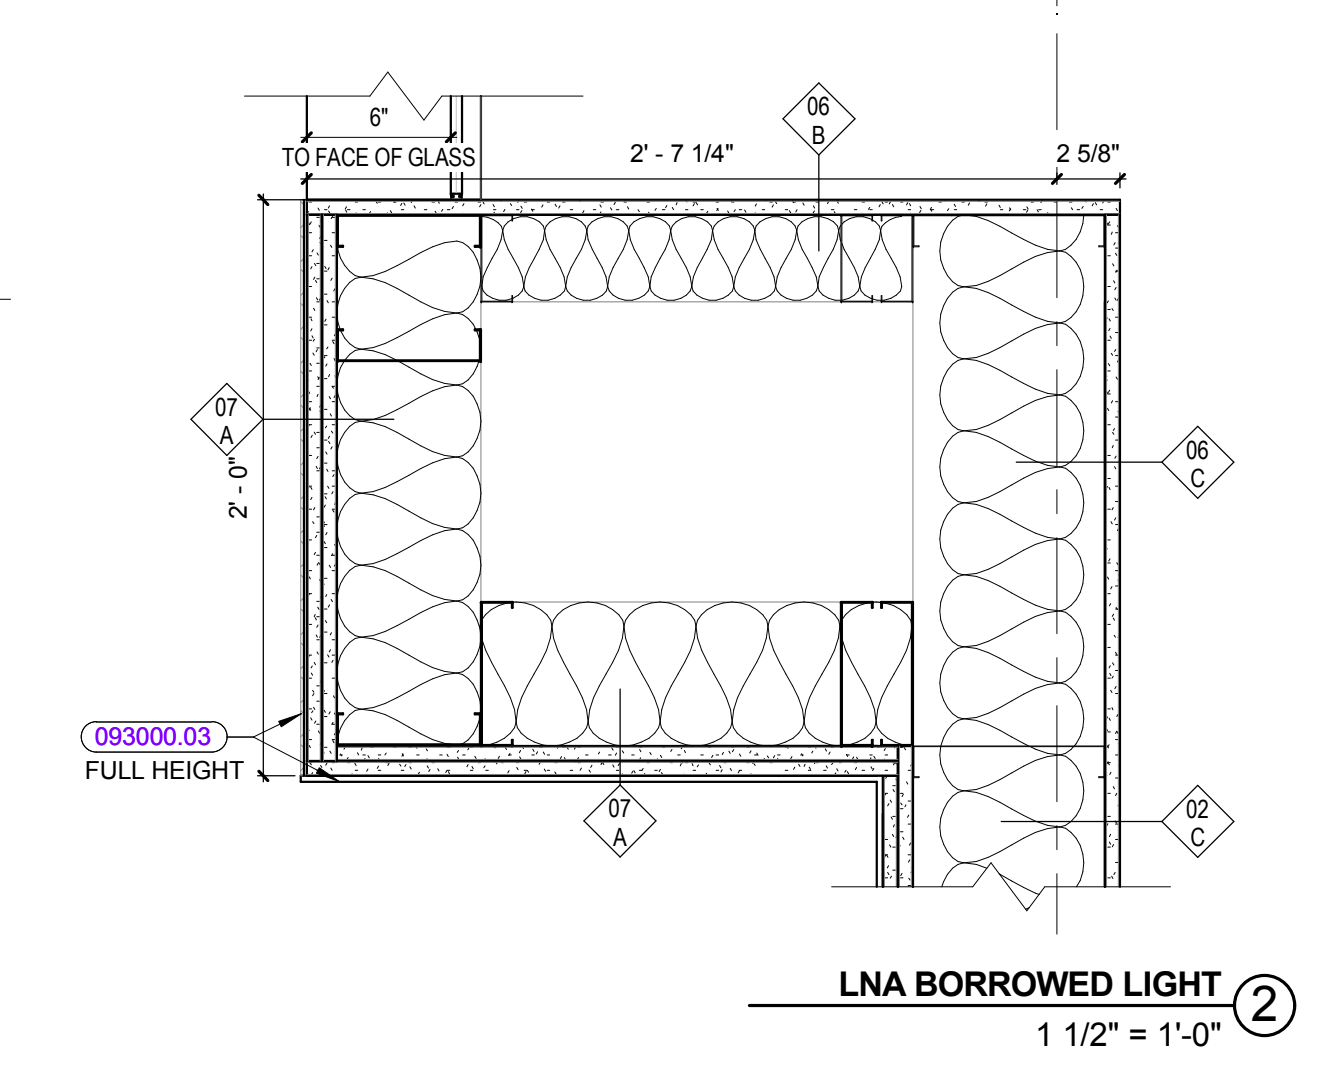 6"
TO FACE OF GLASS
06
B
2' - 7 1/4"
2 5/8"
07
A
2' - 0"
06
C
093000.03
FULL HEIGHT
07
A
02
C
LNA BORROWED LIGHT
2
1 1/2" = 1'-0"